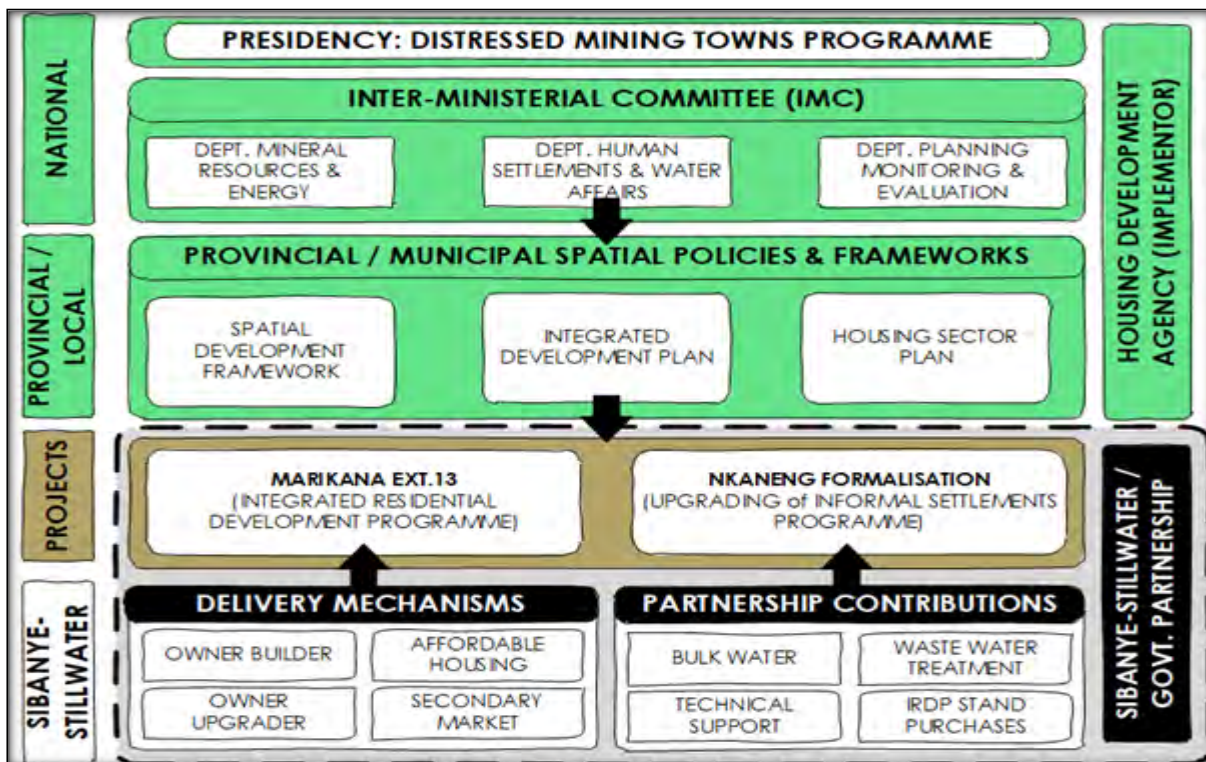 NATIONAL
PRESIDENCY: DISTRESSED MINING TOWNS PROGRAMME
INTER-MINISTERIAL COMMITTEE (IMC)
DEPT. MINERAL
RESOURCES &
ENERGY
DEPT. HUMAN
SETTLEMENTS & WATER
AFFAIRS
DEPT. PLANNING
MONITORING &
EVALUATION
HOUSING DEVELOPMENT
AGENCY (IMPLEMENTOR)
PROVINCIAL /
LOCAL
PROVINCIAL / MUNICIPAL SPATIAL POLICIES & FRAMEWORKS
SPATIAL
DEVELOPMENT
FRAMEWORK
INTEGRATED
DEVELOPMENT PLAN
HOUSING SECTOR
PLAN
PROJECTS
MARIKANA EXT.13
(INTEGRATED RESIDENTIAL
DEVELOPMENT PROGRAMME)
NKANENG FORMALISATION
(UPGRADING of INFORMAL SETTLEMENTS
PROGRAMME)
SIBANYE-STILLWATER /
GOVT. PARTNERSHIP
SIBANYE-
STILLWATER
DELIVERY MECHANISMS
OWNER BUILDER
AFFORDABLE
HOUSING
OWNER
UPGRADER
SECONDARY
MARKET
PARTNERSHIP CONTRIBUTIONS
BULK WATER
WASTE WATER
TREATMENT
TECHNICAL
SUPPORT
IRDP STAND
PURCHASES